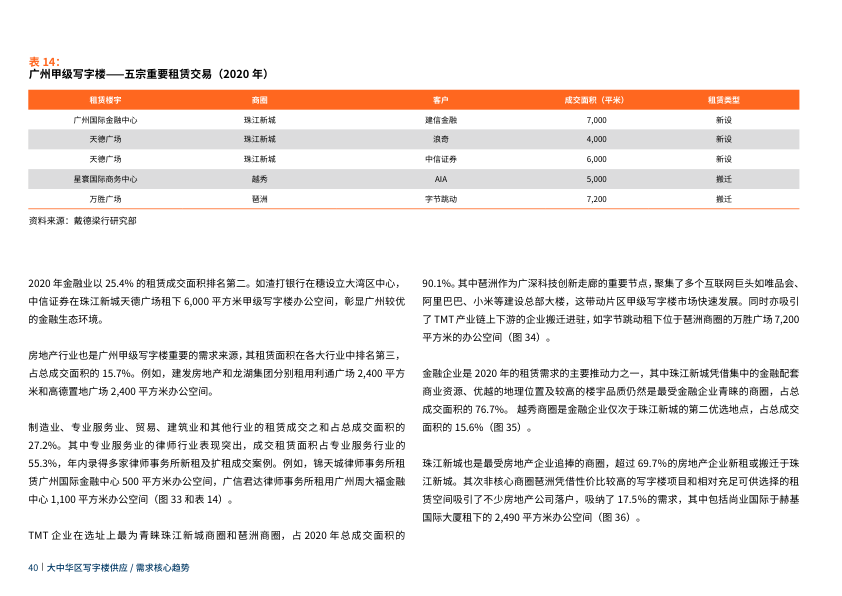 表 14：
广州甲级写字楼——五宗重要租赁交易（2020 年）
租赁楼宇 商圈 客户 成交面积（平米） 租赁类型
广州国际金融中心 珠江新城 建信金融 7,000 新设
天德广场 珠江新城 浪奇 4,000 新设
天德广场 珠江新城 中信证券 6,000 新设
星寰国际商务中心 越秀 AIA 5,000 搬迁
万胜广场 琶洲 字节跳动 7,200 搬迁
资料来源：戴德梁行研究部
2020 年金融业以 25.4% 的租赁成交面积排名第二。如渣打银行在穗设立大湾区中心，
中信证券在珠江新城天德广场租下 6,000 平方米甲级写字楼办公空间，彰显广州较优
的金融生态环境。
房地产行业也是广州甲级写字楼重要的需求来源，其租赁面积在各大行业中排名第三，
占总成交面积的 15.7%。例如，建发房地产和龙湖集团分别租用利通广场 2,400 平方
米和高德置地广场 2,400 平方米办公空间。
制造业、专业服务业、贸易、建筑业和其他行业的租赁成交之和占总成交面积的
27.2%。其中专业服务业的律师行业表现突出，成交租赁面积占专业服务行业的
55.3%，年内录得多家律师事务所新租及扩租成交案例。例如，锦天城律师事务所租
赁广州国际金融中心 500 平方米办公空间，广信君达律师事务所租用广州周大福金融
中心 1,100 平方米办公空间（图 33 和表 14）。
TMT 企业在选址上最为青睐珠江新城商圈和琶洲商圈，占 2020 年总成交面积的
90.1%。其中琶洲作为广深科技创新走廊的重要节点，聚集了多个互联网巨头如唯品会、
阿里巴巴、小米等建设总部大楼，这带动片区甲级写字楼市场快速发展。同时亦吸引
了 TMT 产业链上下游的企业搬迁进驻，如字节跳动租下位于琶洲商圈的万胜广场 7,200
平方米的办公空间（图 34）。
金融企业是 2020 年的租赁需求的主要推动力之一，其中珠江新城凭借集中的金融配套
商业资源、优越的地理位置及较高的楼宇品质仍然是最受金融企业青睐的商圈，占总
成交面积的 76.7%。 越秀商圈是金融企业仅次于珠江新城的第二优选地点，占总成交
面积的 15.6%（图 35）。
珠江新城也是最受房地产企业追捧的商圈，超过 69.7%的房地产企业新租或搬迁于珠
江新城。其次非核心商圈琶洲凭借性价比较高的写字楼项目和相对充足可供选择的租
赁空间吸引了不少房地产公司落户，吸纳了 17.5%的需求，其中包括尚业国际于赫基
国际大厦租下的 2,490 平方米办公空间（图 36）。
40 | 大中华区写字楼供应 / 需求核心趋势